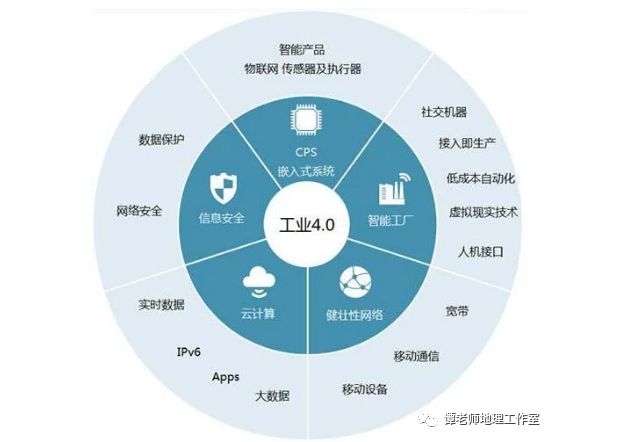 智能产品
物联网 传感器及执行器
社交机器
接入即生产
低成本自动化
虚拟现实技术
人机接口
宽带
移动通信
移动设备
大数据
Apps
IPv6
实时数据
网络安全
数据保护
CPS
嵌入式系统
智能工厂
健壮性网络
云计算
信息安全
工业4.0
谭老师地理工作室